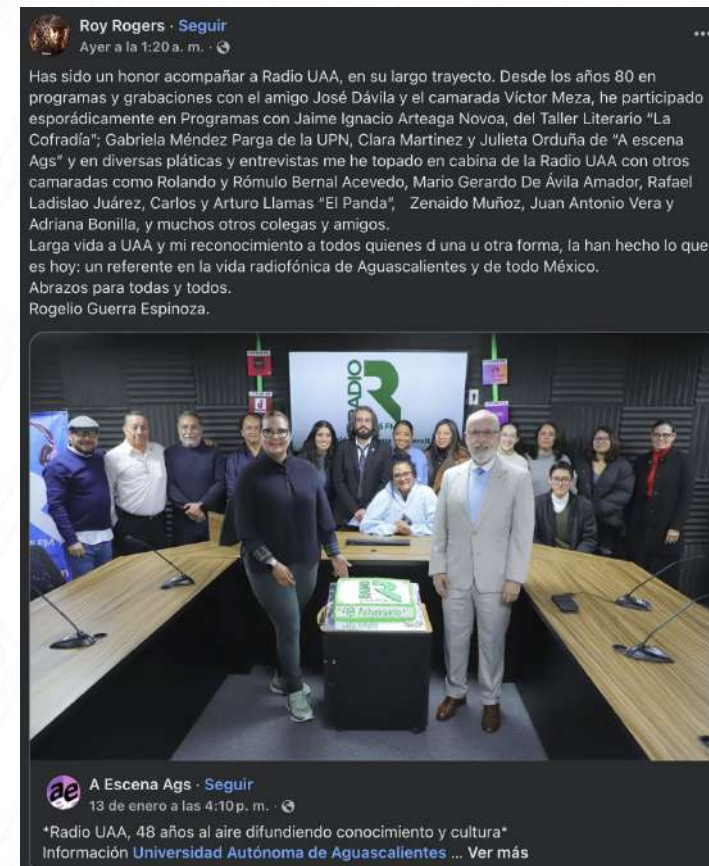 Roy Rogers · Seguir
Ayer a la 1:20 a. m. ·
Has sido un honor acompañar a Radio UAA, en su largo trayecto. Desde los años 80 en
programas y grabaciones con el amigo José Dávila y el camarada Víctor Meza, he participado
esporádicamente en Programas con Jaime Ignacio Arteaga Novoa, del Taller Literario “La
Cofradía”; Gabriela Méndez Parga de la UPN, Clara Martinez y Julieta Orduña de “A escena
Ags” y en diversas pláticas y entrevistas me he topado en cabina de la Radio UAA con otros
camaradas como Rolando y Rómulo Bernal Acevedo, Mario Gerardo De Ávila Amador, Rafael
Ladislao Juárez, Carlos y Arturo Llamas “El Panda”, Zenaido Muñoz, Juan Antonio Vera y
Adriana Bonilla, y muchos otros colegas y amigos.
Larga vida a UAA y mi reconocimiento a todos quienes d una u otra forma, la han hecho lo que
es hoy: un referente en la vida radiofónica de Aguascalientes y de todo México.
Abrazos para todas y todos.
Rogelio Guerra Espinoza.
RADIO
48 Aniversario
ae
A Escena Ags · Seguir
13 de enero a las 4:10 p. m. ·
*Radio UAA, 48 años al aire difundiendo conocimiento y cultura*
Información Universidad Autónoma de Aguascalientes ... Ver más